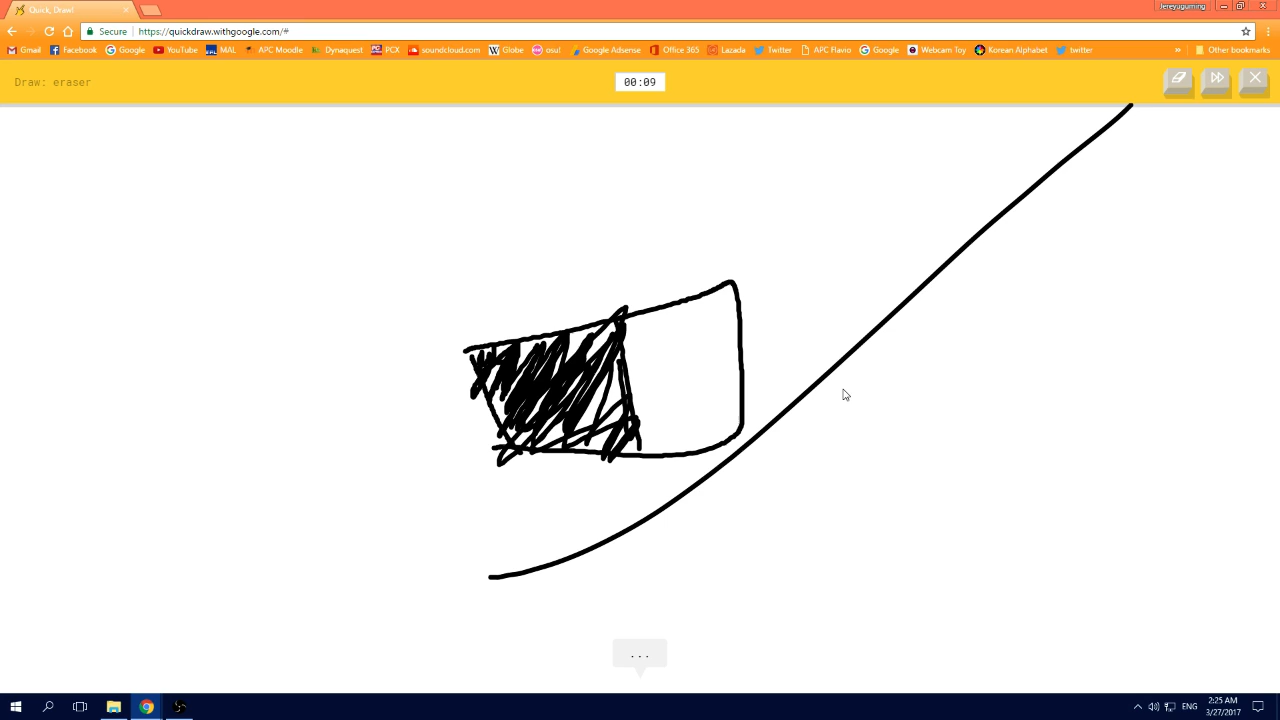 Quick, Draw!
Jereyuguming
Secure https://quickdraw.withgoogle.com/#
Gmail Facebook Google YouTube MAL APC Moodle Dynaquest PCX soundcloud.com Globe osu! Google Adsense Office 365 Lazada Twitter APC Flavio Google Webcam Toy Korean Alphabet twitter » Other bookmarks
Draw: eraser 00:09
...
ENG 2:25 AM
3/27/2017